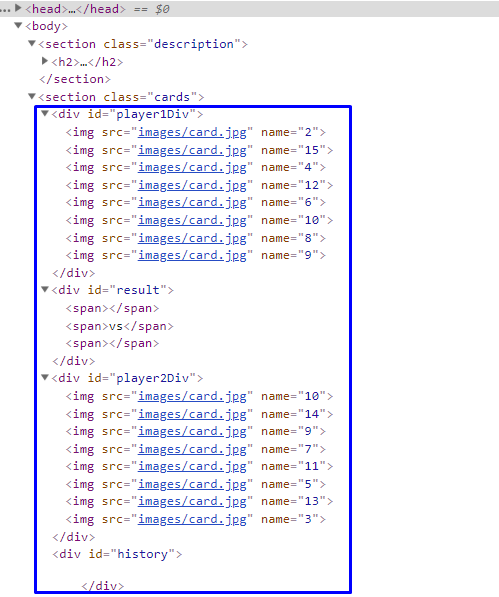 ... <head>...</head> == $0
<body>
<section class="description">
<h2>...</h2>
</section>
<section class="cards">
<div id="player1Div">
<img src="images/card.jpg" name="2">
<img src="images/card.jpg" name="15">
<img src="images/card.jpg" name="4">
<img src="images/card.jpg" name="12">
<img src="images/card.jpg" name="6">
<img src="images/card.jpg" name="10">
<img src="images/card.jpg" name="8">
<img src="images/card.jpg" name="9">
</div>
<div id="result">
<span></span>
<span>vs</span>
<span></span>
</div>
<div id="player2Div">
<img src="images/card.jpg" name="10">
<img src="images/card.jpg" name="14">
<img src="images/card.jpg" name="9">
<img src="images/card.jpg" name="7">
<img src="images/card.jpg" name="11">
<img src="images/card.jpg" name="5">
<img src="images/card.jpg" name="13">
<img src="images/card.jpg" name="3">
</div>
<div id="history">
</div>